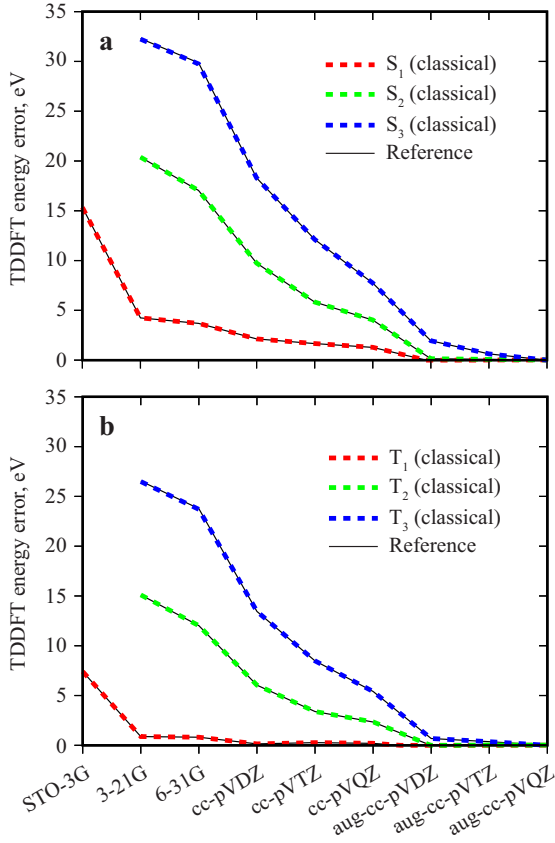 35
30
25
20
15
10
5
0
TDDFT energy error, eV
a
S₁ (classical)
S₂ (classical)
S₃ (classical)
Reference
35
30
25
20
15
10
5
0
TDDFT energy error, eV
b
T₁ (classical)
T₂ (classical)
T₃ (classical)
Reference
STO-3G
3-21G
6-31G
cc-pVDZ
cc-pVTZ
cc-pVQZ
aug-cc-pVDZ
aug-cc-pVTZ
aug-cc-pVQZ